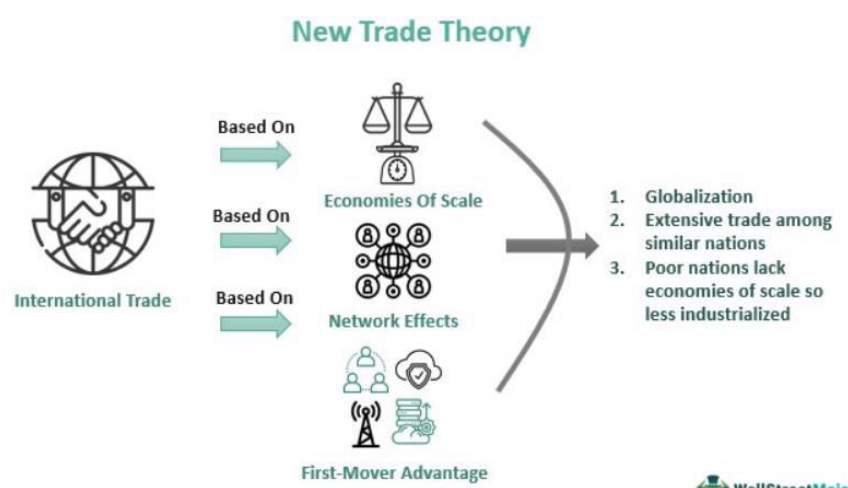 New Trade Theory
Based On
Economies Of Scale
Based On
Network Effects
Based On
First-Mover Advantage
International Trade
1. Globalization
2. Extensive trade among
similar nations
3. Poor nations lack
economies of scale so
less industrialized